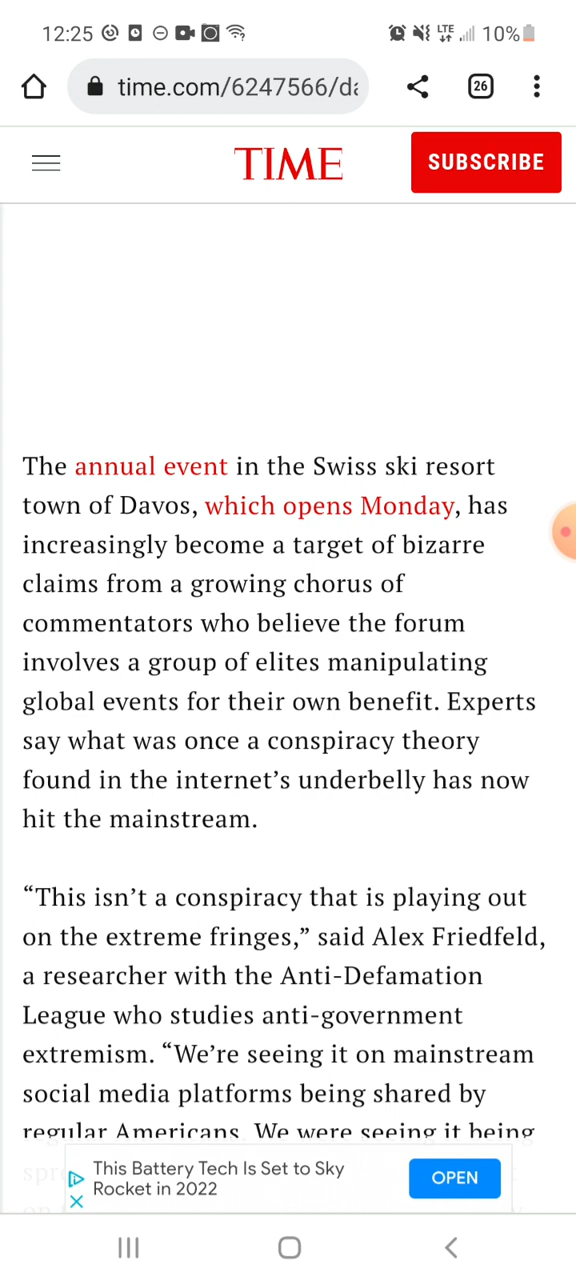 12:25
LTE
10%
time.com/6247566/da
26
TIME
SUBSCRIBE
The annual event in the Swiss ski resort
town of Davos, which opens Monday, has
increasingly become a target of bizarre
claims from a growing chorus of
commentators who believe the forum
involves a group of elites manipulating
global events for their own benefit. Experts
say what was once a conspiracy theory
found in the internet’s underbelly has now
hit the mainstream.
“This isn’t a conspiracy that is playing out
on the extreme fringes,” said Alex Friedfeld,
a researcher with the Anti-Defamation
League who studies anti-government
extremism. “We’re seeing it on mainstream
social media platforms being shared by
regular Americans. We were seeing it being
This Battery Tech Is Set to Sky
Rocket in 2022
OPEN